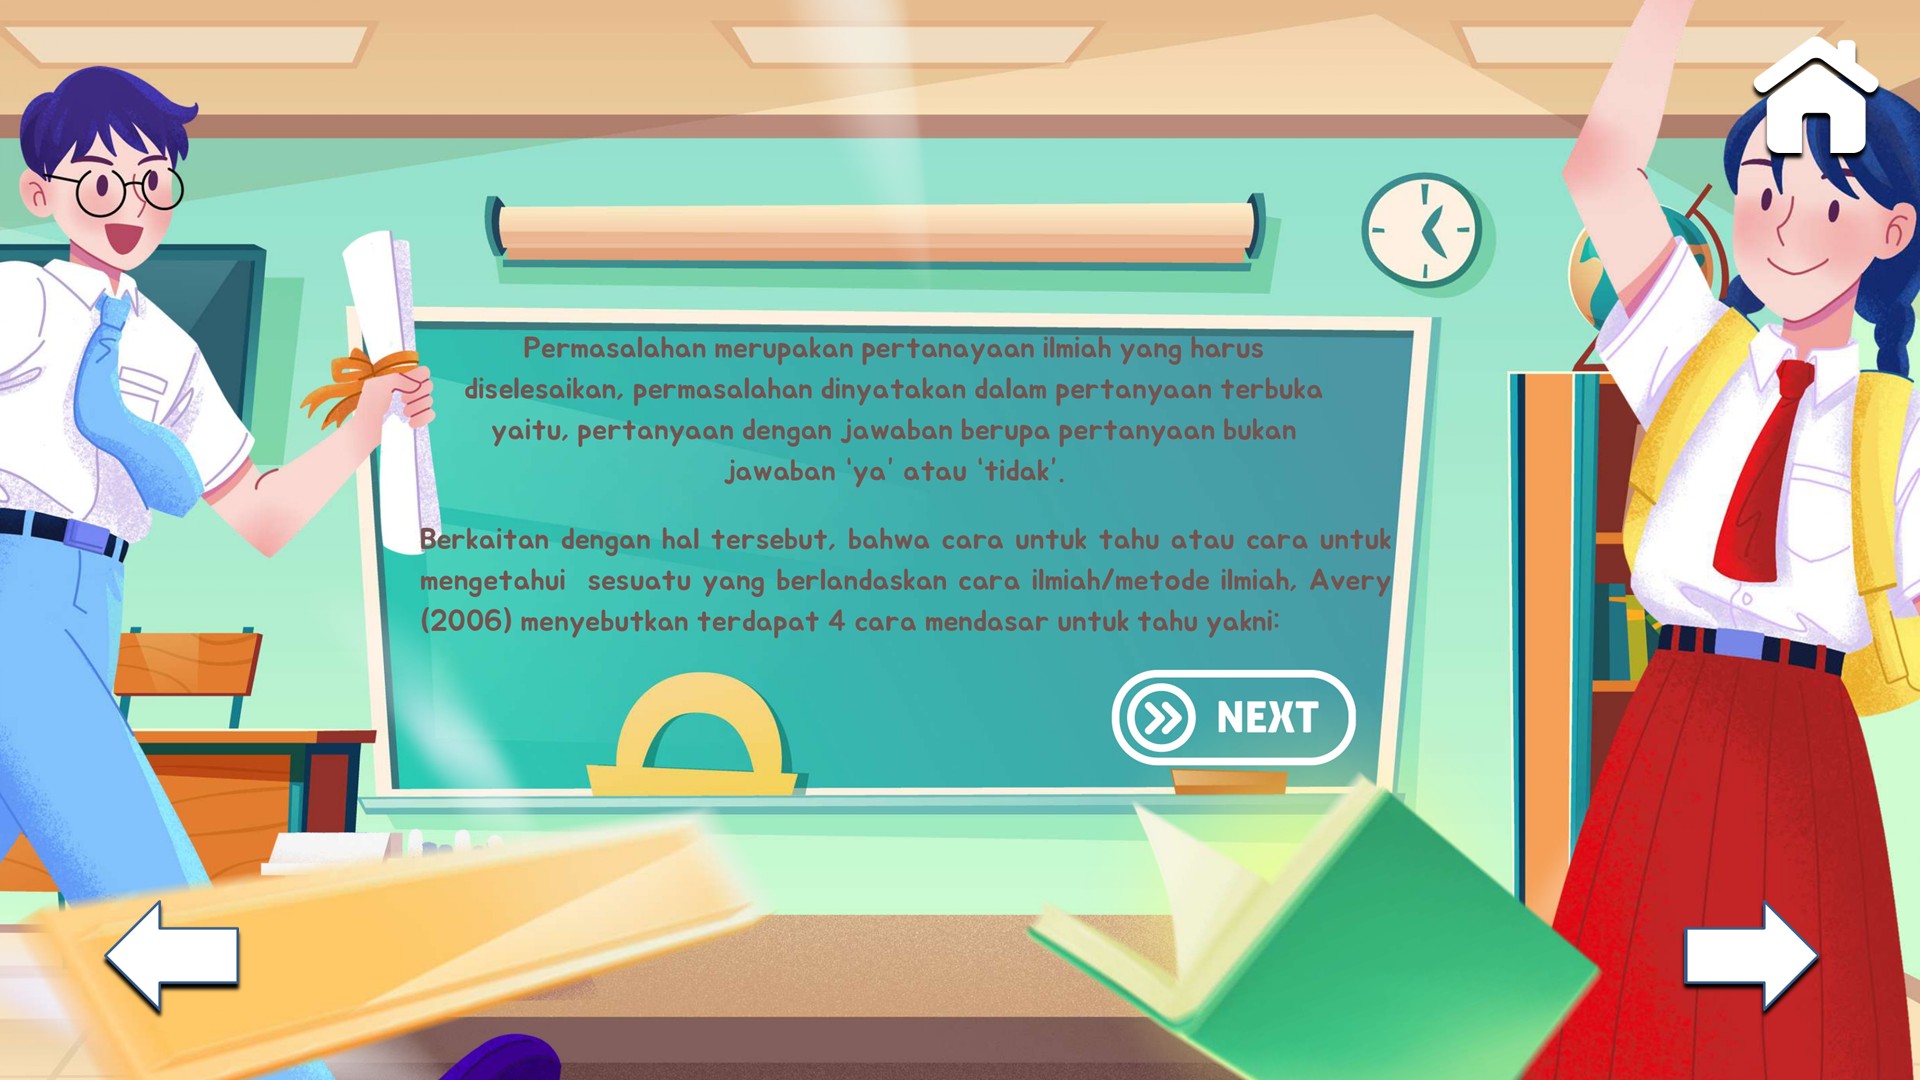 Permasalahan merupakan pertanayaan ilmiah yang harus
diselesaikan, permasalahan dinyatakan dalam pertanyaan terbuka
yaitu, pertanyaan dengan jawaban berupa pertanyaan bukan
jawaban 'ya' atau 'tidak'.
Berkaitan dengan hal tersebut, bahwa cara untuk tahu atau cara untuk
mengetahui sesuatu yang berlandaskan cara ilmiah/metode ilmiah, Avery
(2006) menyebutkan terdapat 4 cara mendasar untuk tahu yakni:
NEXT